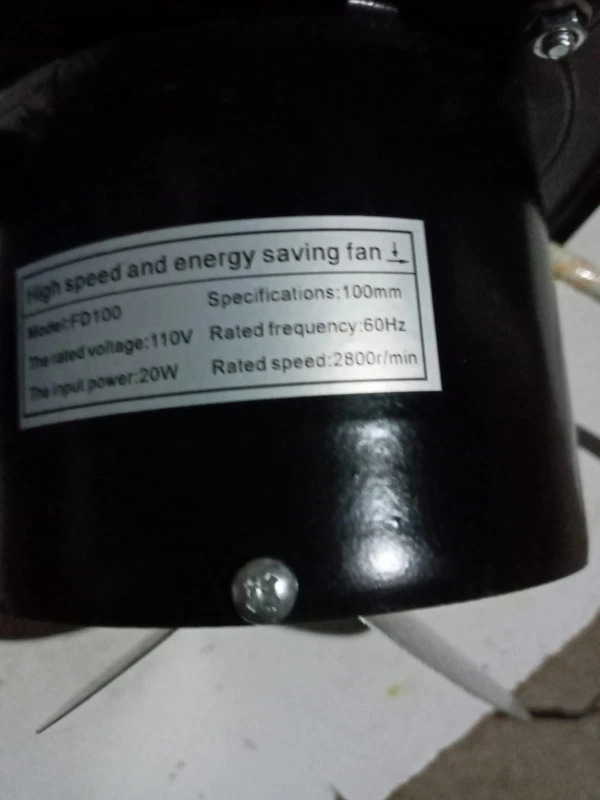 High speed and energy saving fan
Model:FD100 Specifications:100mm
The rated voltage:110V Rated frequency:60Hz
The input power:20W Rated speed:2800r/min